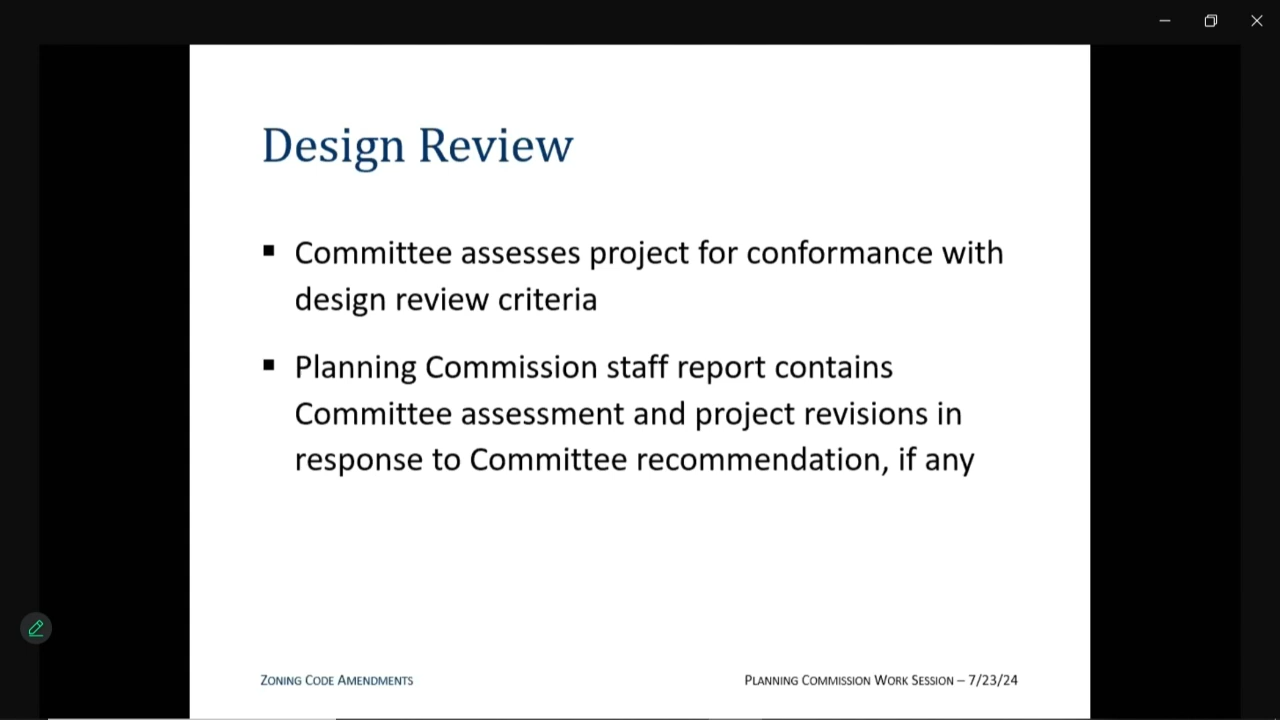 Design Review
▪ Committee assesses project for conformance with
design review criteria
▪ Planning Commission staff report contains
Committee assessment and project revisions in
response to Committee recommendation, if any
ZONING CODE AMENDMENTS
PLANNING COMMISSION WORK SESSION – 7/23/24